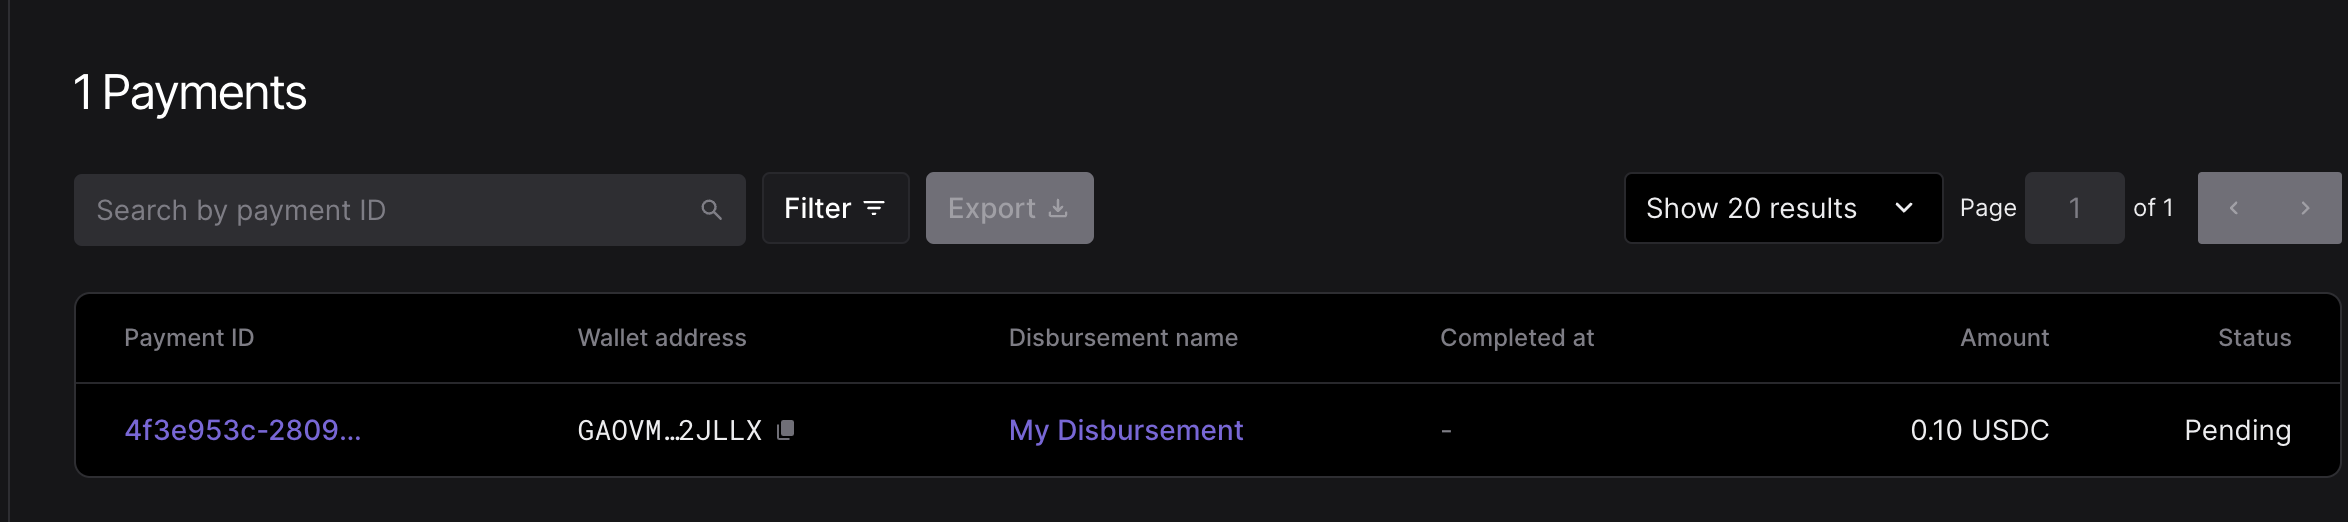 1 Payments
Search by payment ID
Filter
Export
Show 20 results
Page 1 of 1
Payment ID Wallet address Disbursement name Completed at Amount Status
4f3e953c-2809... GAOVM…2JLLX My Disbursement - 0.10 USDC Pending